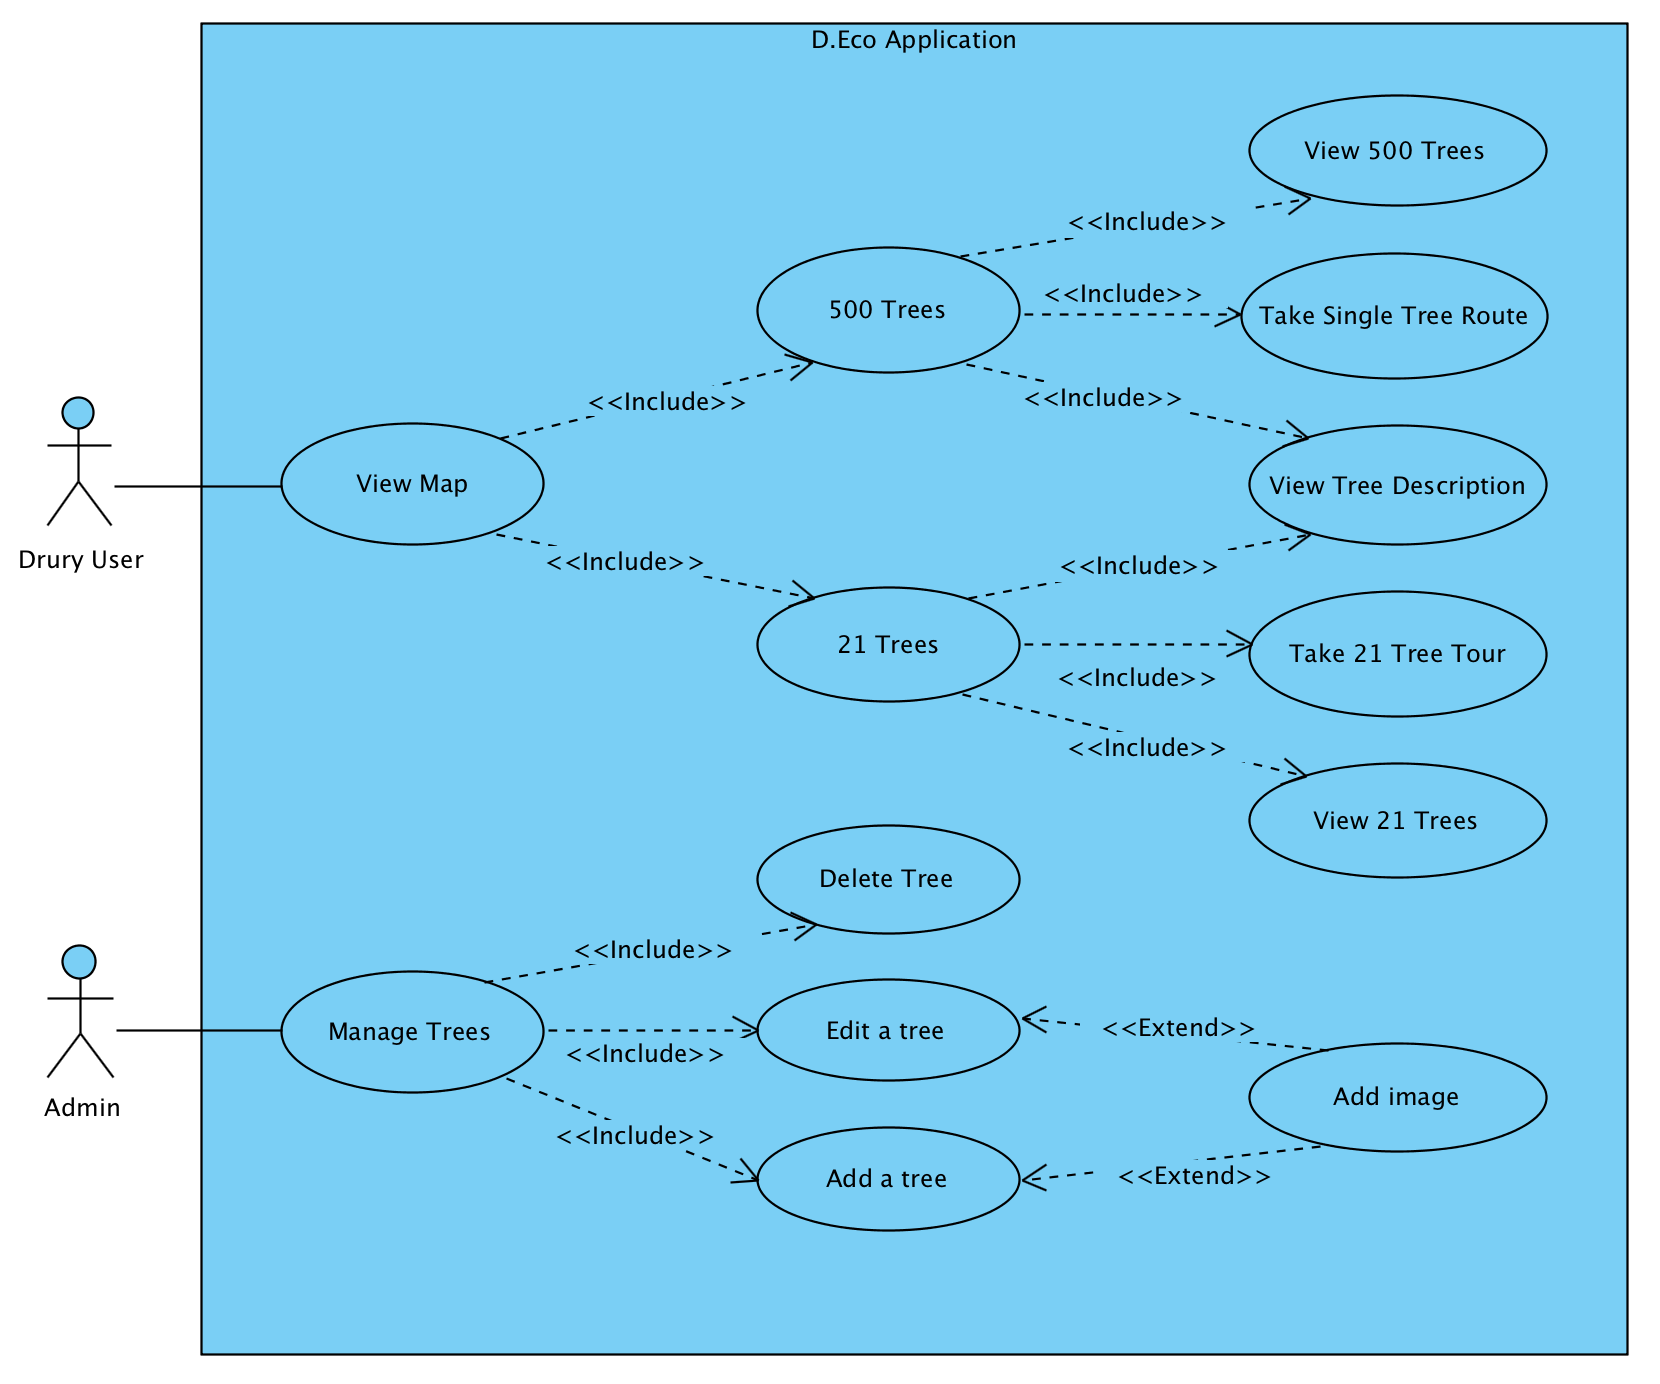 D.Eco Application
View 500 Trees
<<Include>>
<<Include>>
500 Trees
Take Single Tree Route
<<Include>>
<<Include>>
View Map
View Tree Description
Drury User
<<Include>>
<<Include>>
21 Trees
Take 21 Tree Tour
<<Include>>
<<Include>>
View 21 Trees
Delete Tree
<<Include>>
Manage Trees
Edit a tree
<<Extend>>
<<Include>>
Add image
Admin
<<Include>>
Add a tree
<<Extend>>